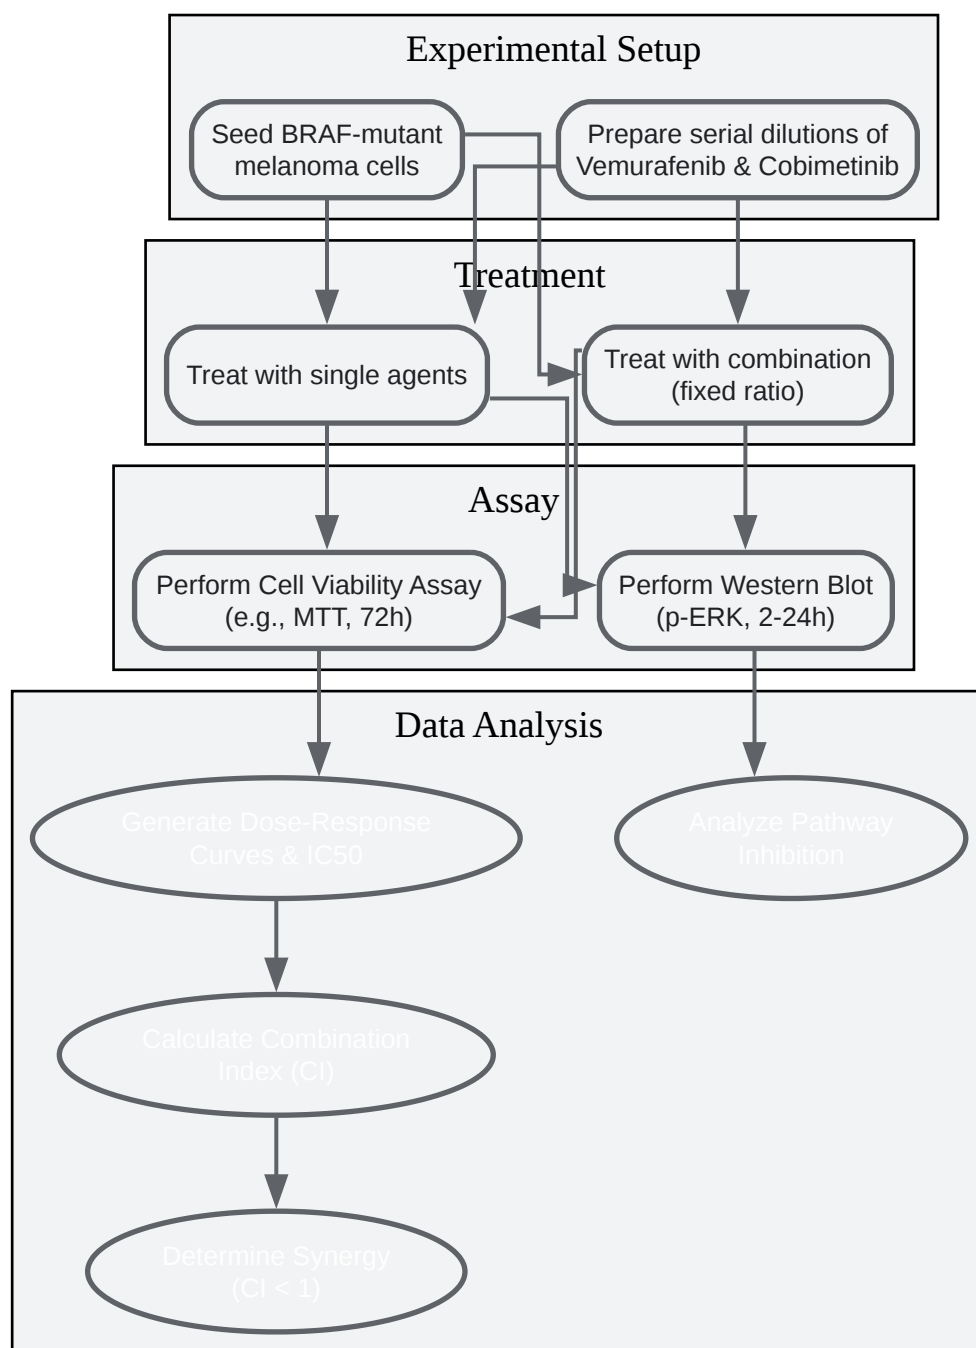 Experimental Setup
Seed BRAF-mutant
melanoma cells
Prepare serial dilutions of
Vemurafenib & Cobimetinib
Treatment
Treat with single agents
Treat with combination
(fixed ratio)
Assay
Perform Cell Viability Assay
(e.g., MTT, 72h)
Perform Western Blot
(p-ERK, 2-24h)
Data Analysis
Generate Dose-Response
Curves & IC50
Analyze Pathway
Inhibition
Calculate Combination
Index (CI)
Determine Synergy
(CI < 1)